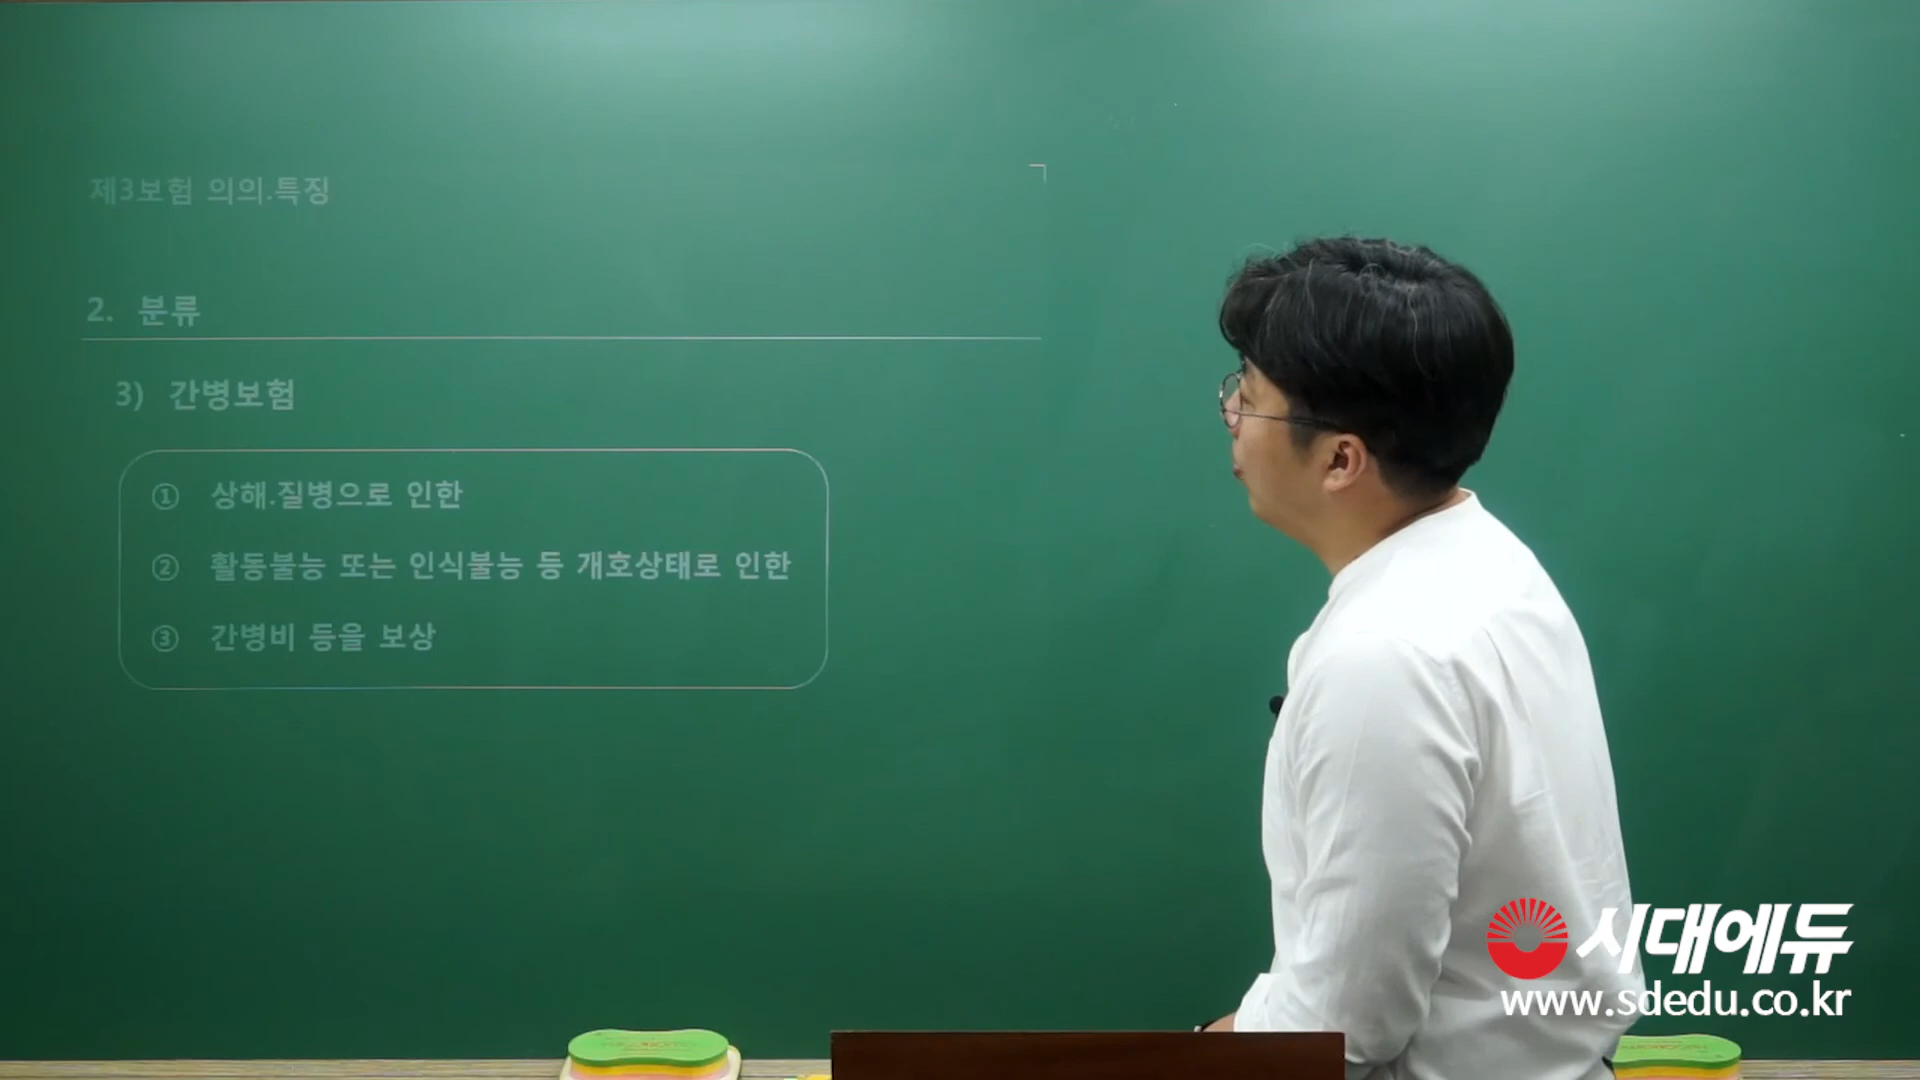 제3보험 의의.특징
2. 분류
3) 간병보험
① 상해.질병으로 인한
② 활동불능 또는 인식불능 등 개호상태로 인한
③ 간병비 등을 보상
시대에듀
www.sdedu.co.kr